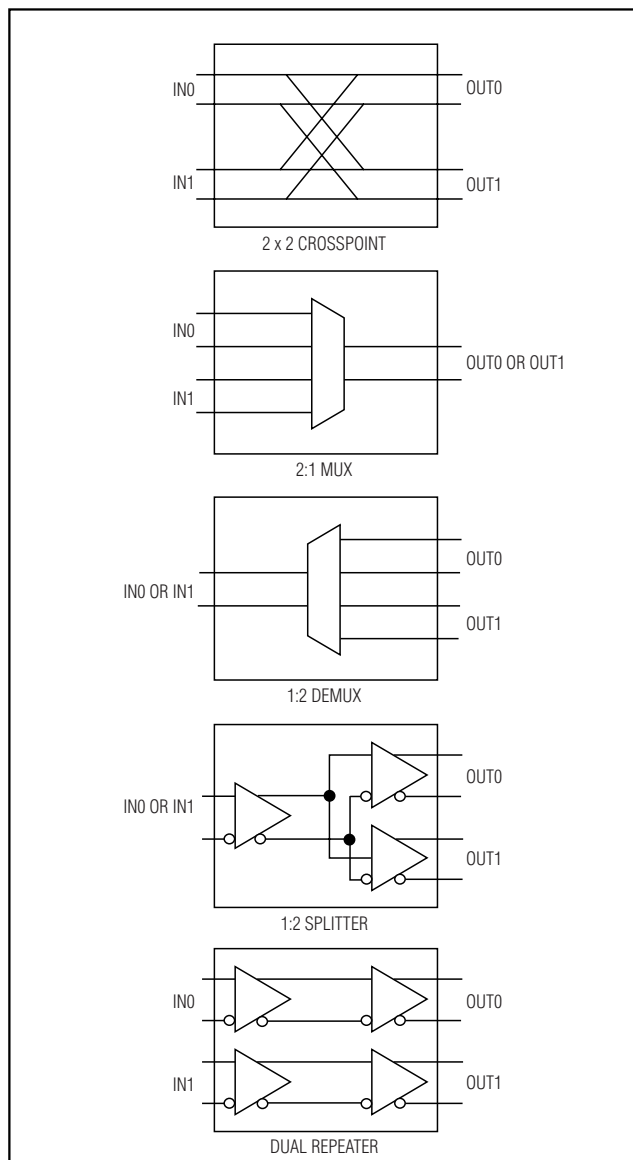 IN0
OUT0
IN1
OUT1
2 x 2 CROSSPOINT
IN0
OUT0 OR OUT1
IN1
2:1 MUX
OUT0
IN0 OR IN1
OUT1
1:2 DEMUX
OUT0
IN0 OR IN1
OUT1
1:2 SPLITTER
IN0
OUT0
IN1
OUT1
DUAL REPEATER